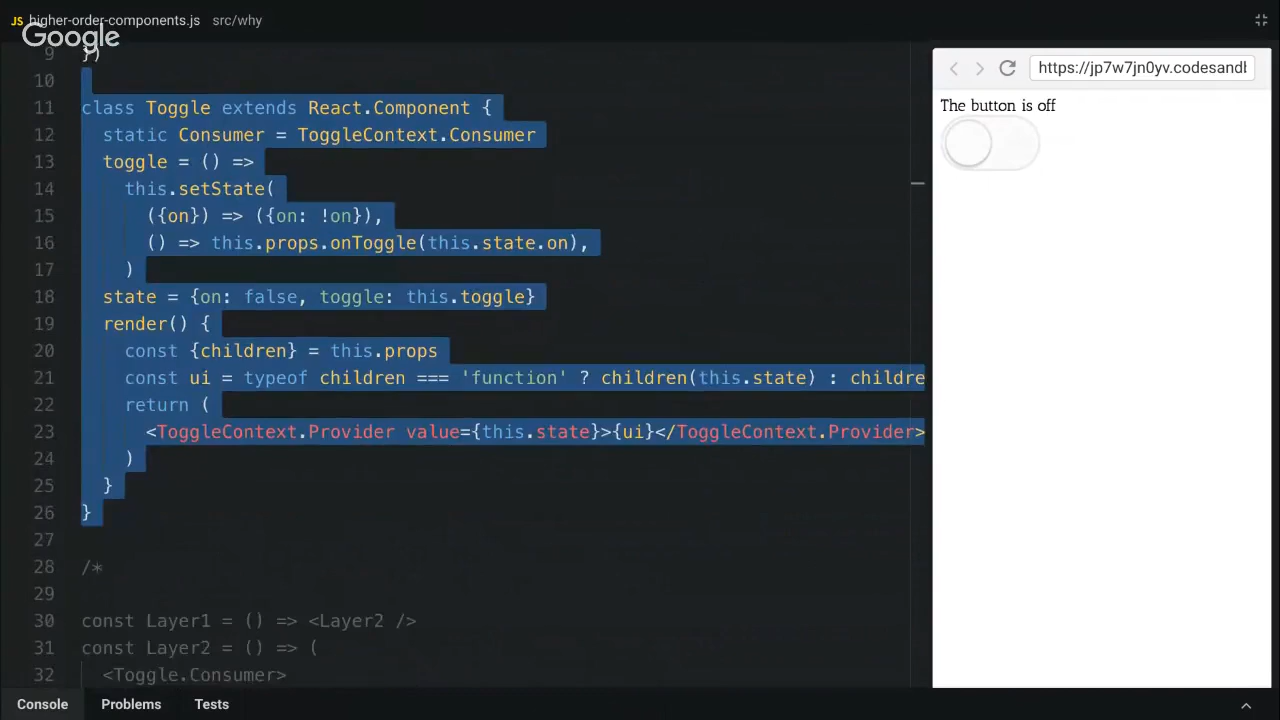 JS higher-order-components.js src/why
Google
9 })
10
11 class Toggle extends React.Component {
12 static Consumer = ToggleContext.Consumer
13 toggle = () =>
14 this.setState(
15 ({on}) => ({on: !on}),
16 () => this.props.onToggle(this.state.on),
17 )
18 state = {on: false, toggle: this.toggle}
19 render() {
20 const {children} = this.props
21 const ui = typeof children === 'function' ? children(this.state) : childre
22 return (
23 <ToggleContext.Provider value={this.state}>{ui}</ToggleContext.Provider>
24 )
25 }
26 }
27
28 /*
29
30 const Layer1 = () => <Layer2 />
31 const Layer2 = () => (
32 <Toggle.Consumer>
Console Problems Tests
https://jp7w7jn0yv.codesandb
The button is off